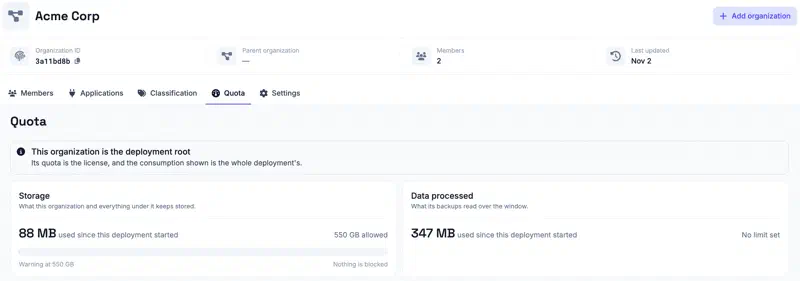 Acme Corp
Add organization
Organization ID
3a11bd8b
Parent organization
—
Members
2
Last updated
Nov 2
Members
Applications
Classification
Quota
Settings
Quota
This organization is the deployment root
Its quota is the license, and the consumption shown is the whole deployment's.
Storage
What this organization and everything under it keeps stored.
88 MB used since this deployment started
550 GB allowed
Warning at 550 GB
Nothing is blocked
Data processed
What its backups read over the window.
347 MB used since this deployment started
No limit set